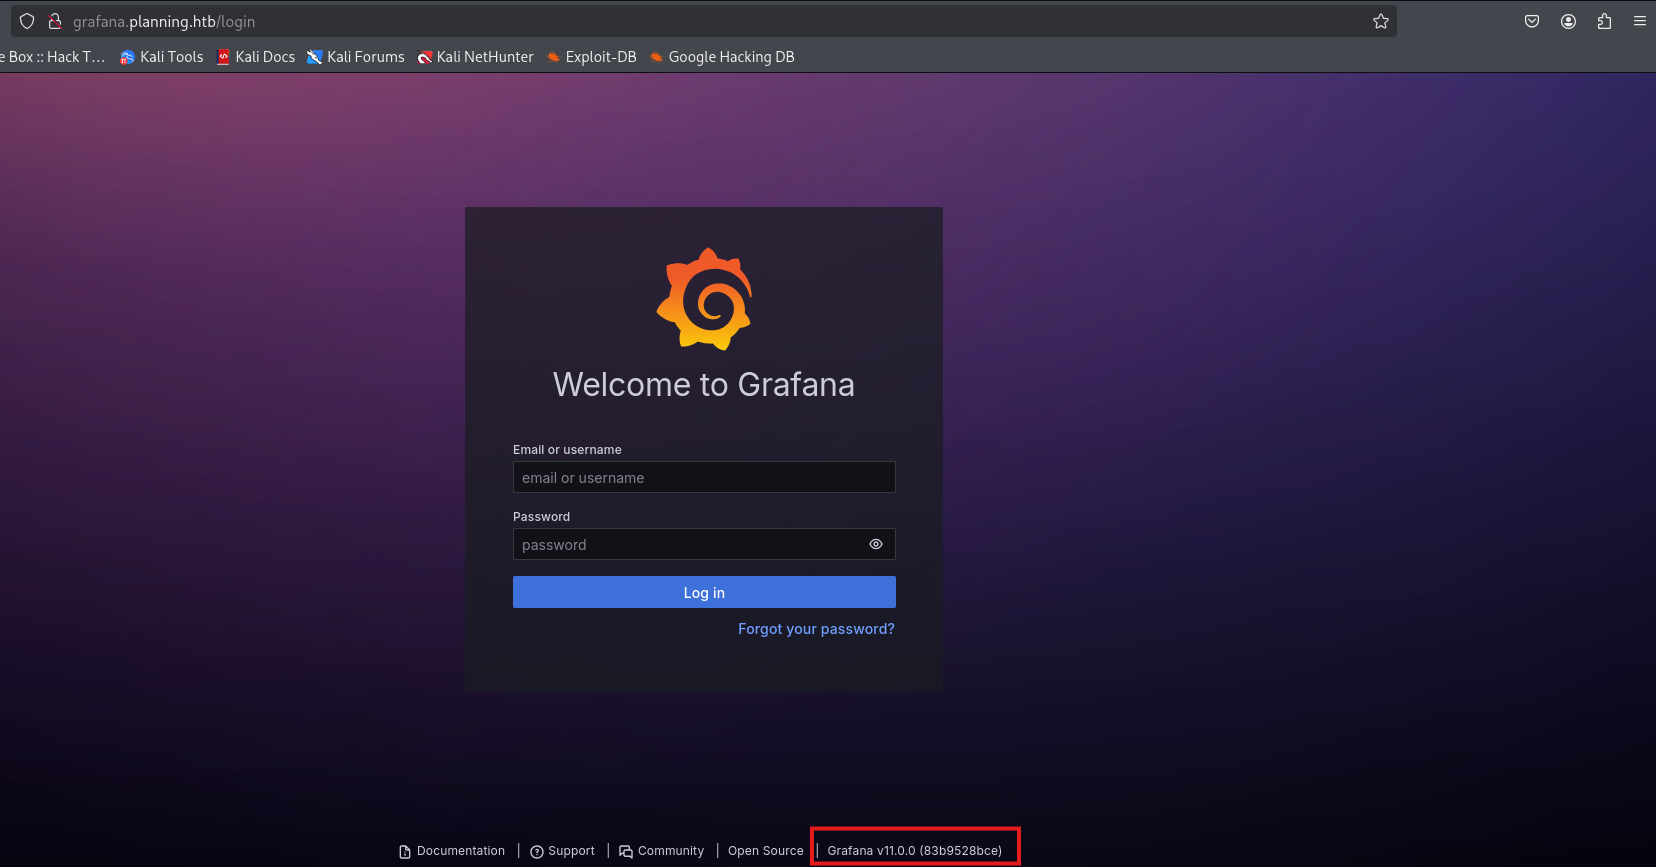 grafana.planning.htb/login
e Box :: Hack T… Kali Tools Kali Docs Kali Forums Kali NetHunter Exploit-DB Google Hacking DB
Welcome to Grafana
Email or username
email or username
Password
password
Log in
Forgot your password?
Documentation | Support | Community | Open Source | Grafana v11.0.0 (83b9528bce)